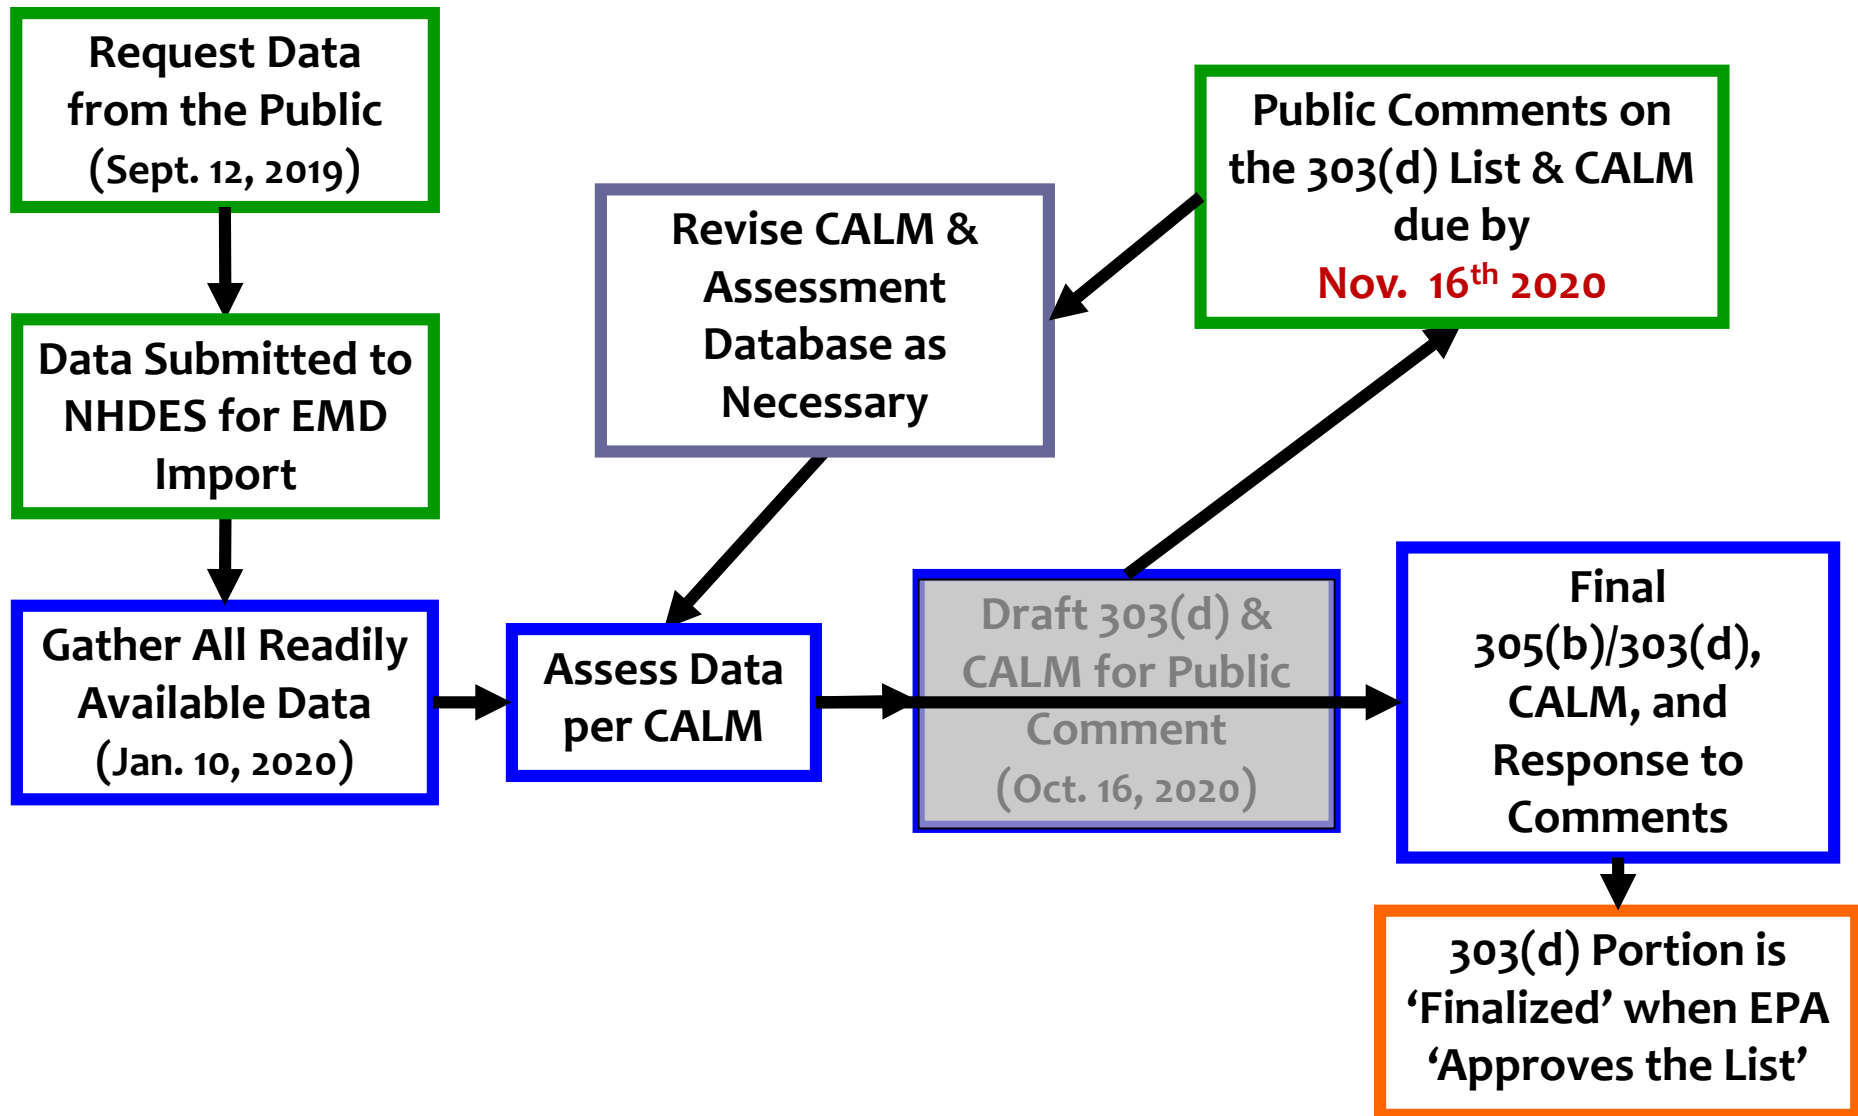 Request Data
from the Public
(Sept. 12, 2019)
Data Submitted to
NHDES for EMD
Import
Gather All Readily
Available Data
(Jan. 10, 2020)
Assess Data
per CALM
Revise CALM &
Assessment
Database as
Necessary
Draft 303(d) &
CALM for Public
Comment
(Oct. 16, 2020)
Public Comments on
the 303(d) List & CALM
due by
Nov. 16th 2020
Final
305(b)/303(d),
CALM, and
Response to
Comments
303(d) Portion is
‘Finalized’ when EPA
‘Approves the List’